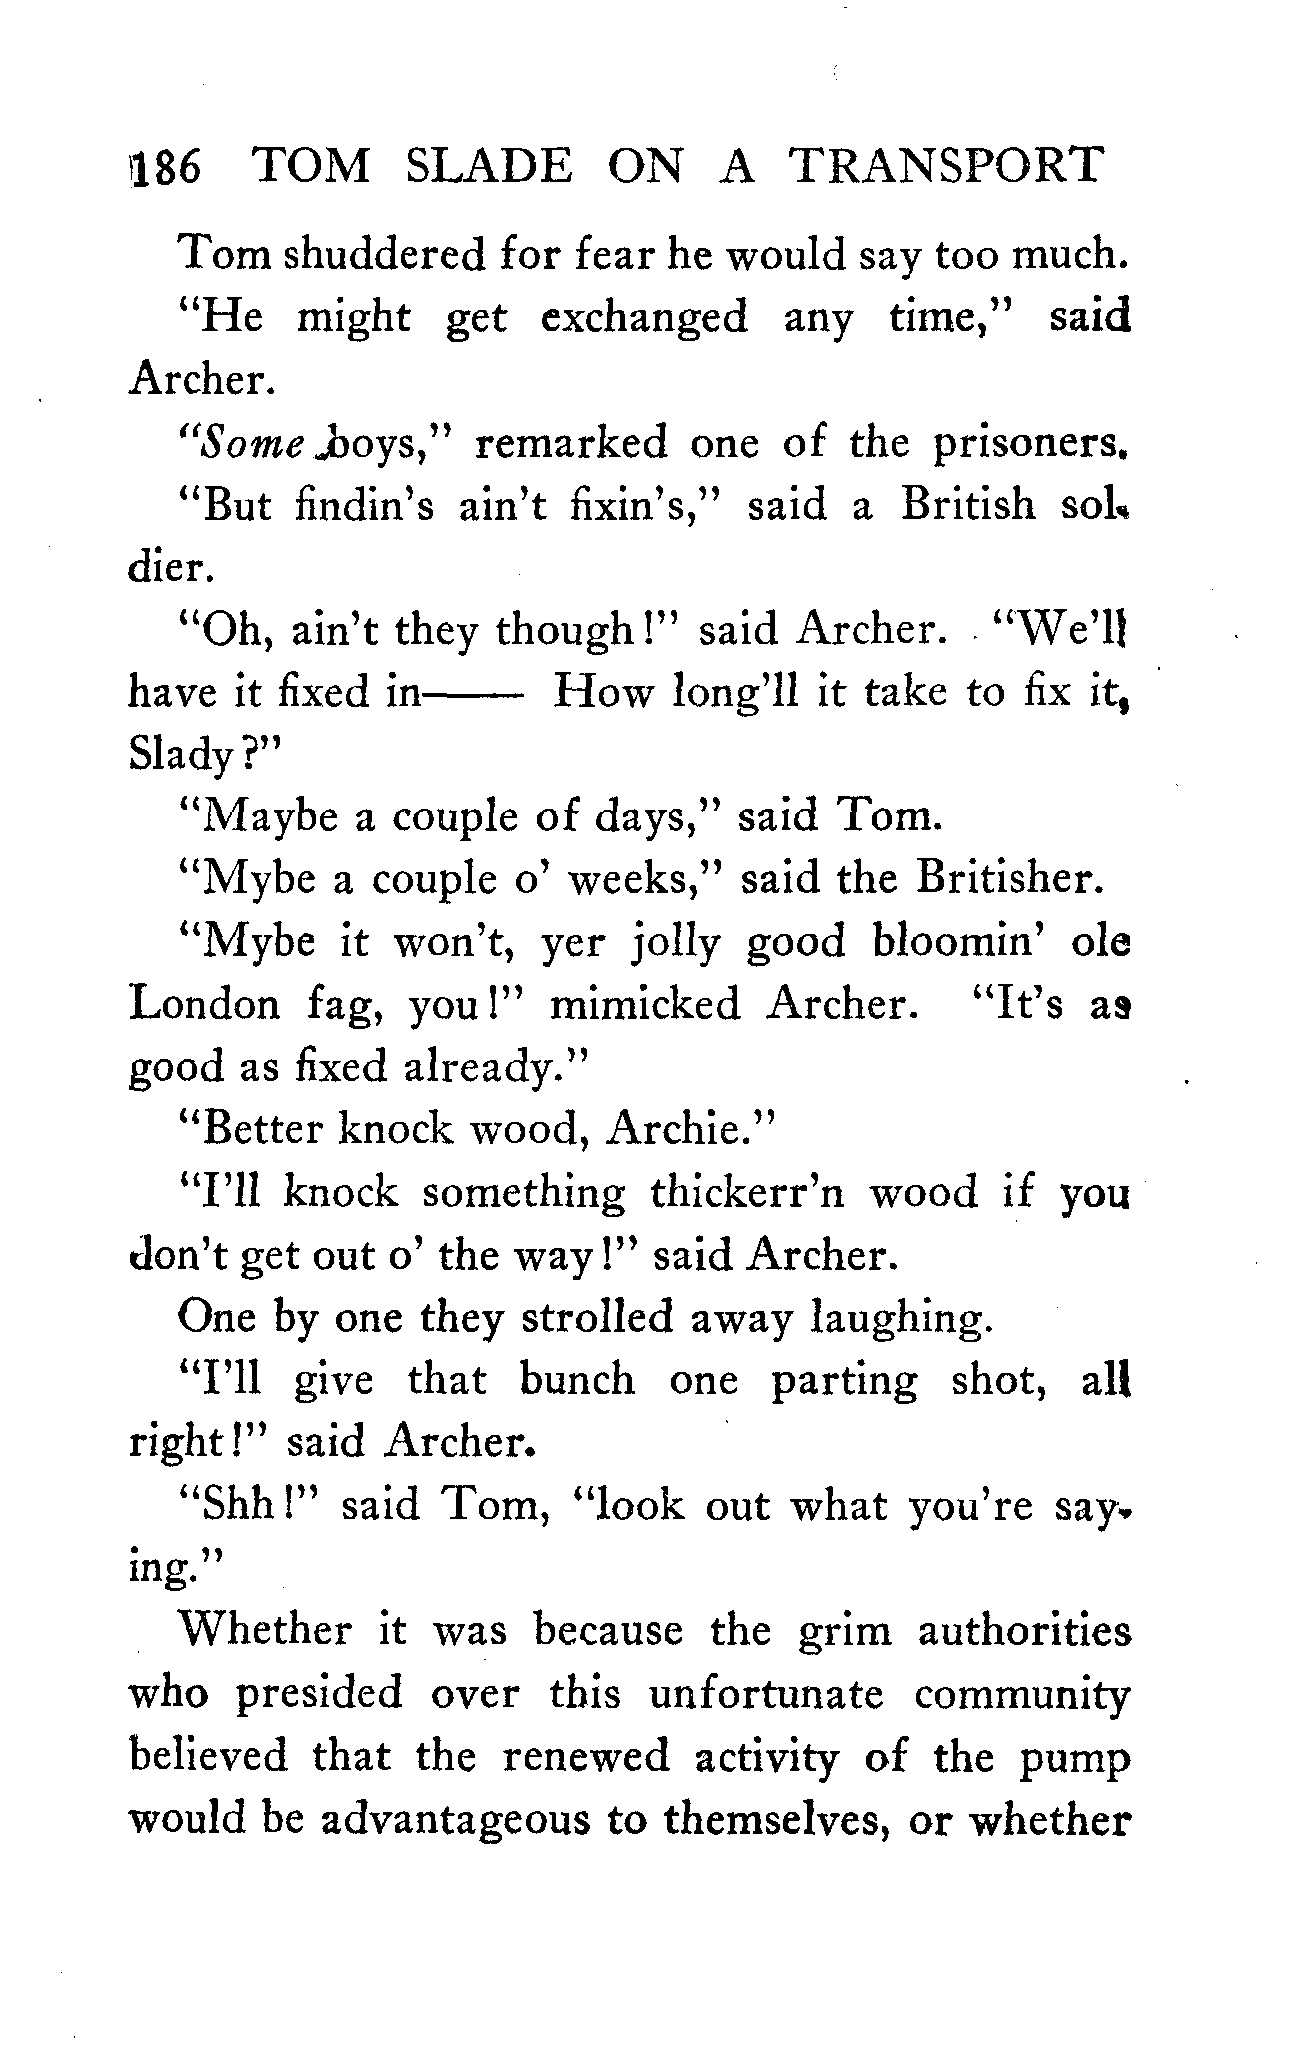 186 TOM SLADE ON A TRANSPORT
Tom shuddered for fear he would say too much.
"He might get exchanged any time," said
Archer.
"Some boys," remarked one of the prisoners.
"But findin's ain't fixin's," said a British sol-
dier.
"Oh, ain't they though!" said Archer. "We'll
have it fixed in—— How long'll it take to fix it,
Slady?"
"Maybe a couple of days," said Tom.
"Mybe a couple o' weeks," said the Britisher.
"Mybe it won't, yer jolly good bloomin' ole
London fag, you!" mimicked Archer. "It's as
good as fixed already."
"Better knock wood, Archie."
"I'll knock something thickerr'n wood if you
don't get out o' the way!" said Archer.
One by one they strolled away laughing.
"I'll give that bunch one parting shot, all
right!" said Archer.
"Shh!" said Tom, "look out what you're say-
ing."
Whether it was because the grim authorities
who presided over this unfortunate community
believed that the renewed activity of the pump
would be advantageous to themselves, or whether